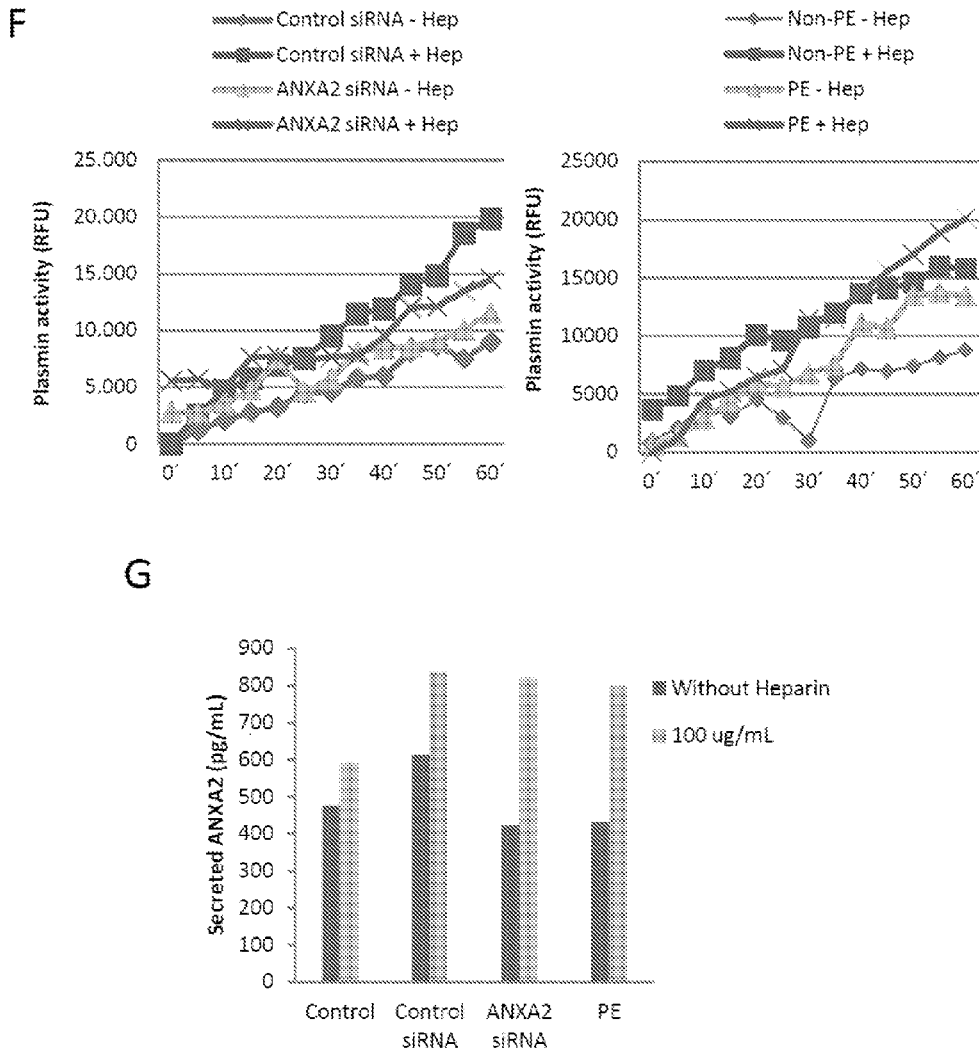 F
Control siRNA - Hep
Control siRNA + Hep
ANXA2 siRNA - Hep
ANXA2 siRNA + Hep
Plasmin activity (RFU)
25.000
20.000
15.000
10.000
5.000
0
0´ 10´ 20´ 30´ 40´ 50´ 60´
Non-PE - Hep
Non-PE + Hep
PE - Hep
PE + Hep
Plasmin activity (RFU)
25000
20000
15000
10000
5000
0
0´ 10´ 20´ 30´ 40´ 50´ 60´
G
Secreted ANXA2 (pg/mL)
900
800
700
600
500
400
300
200
100
0
Control
Control siRNA
ANXA2 siRNA
PE
Without Heparin
100 ug/mL